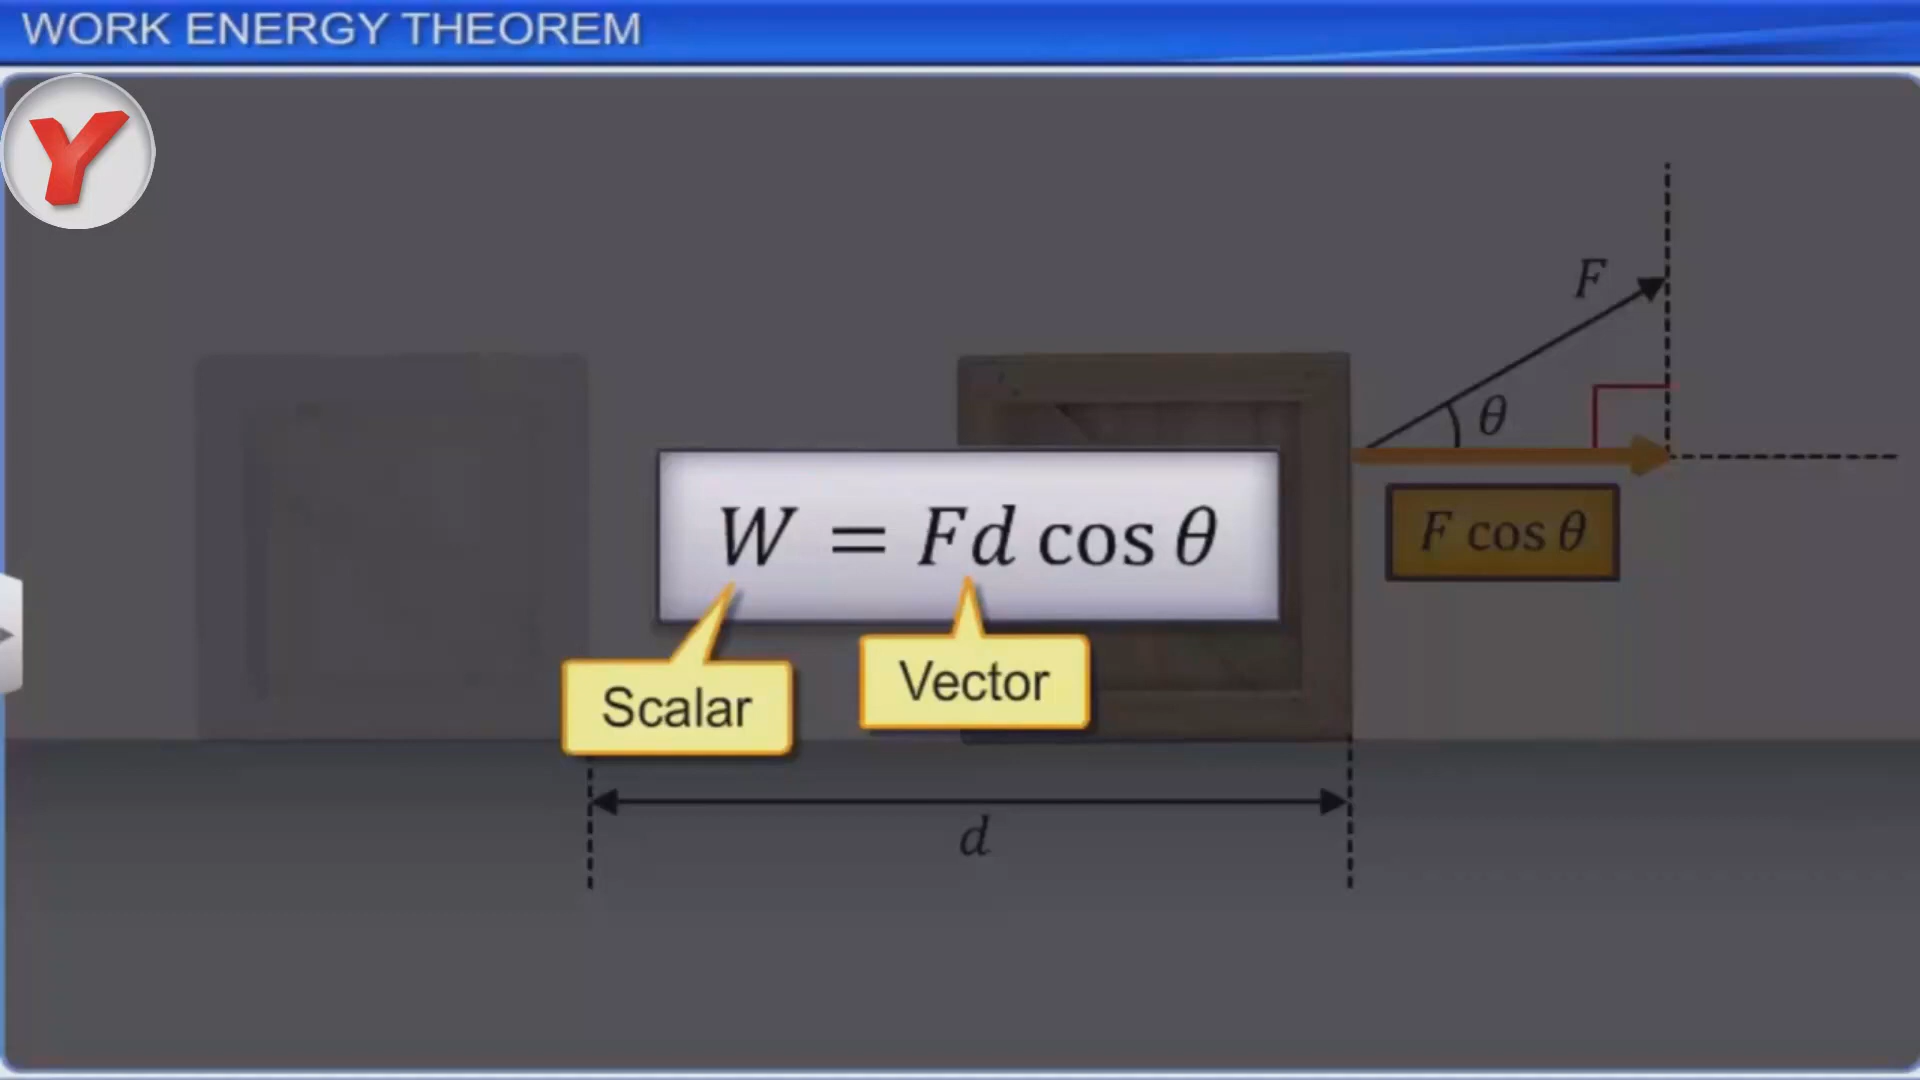 WORK ENERGY THEOREM
Y
F
θ
W = Fd cos θ
F cos θ
Scalar
Vector
d